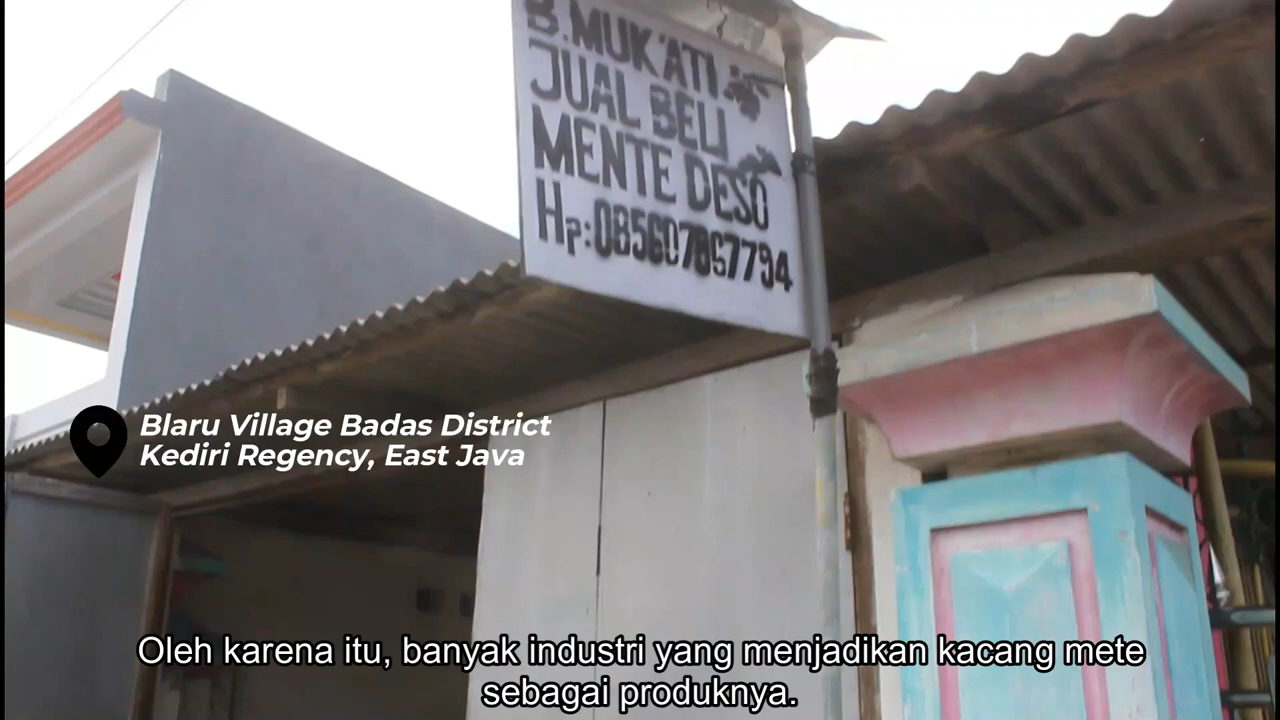 B.MUK'ATI
JUAL BELI
MENTE DESO
HP:085607867794
Blaru Village Badas District
Kediri Regency, East Java
Oleh karena itu, banyak industri yang menjadikan kacang mete
sebagai produknya.